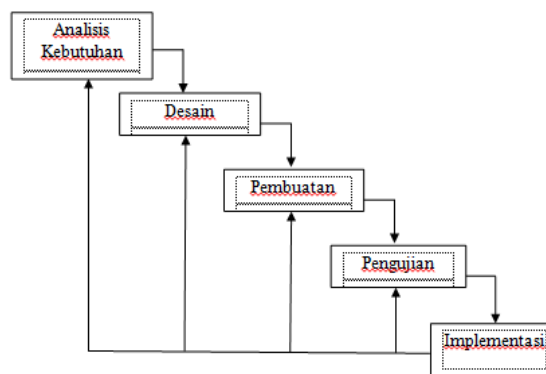 Analisis
Kebutuhan
Desain
Pembuatan
Pengujian
Implementasi